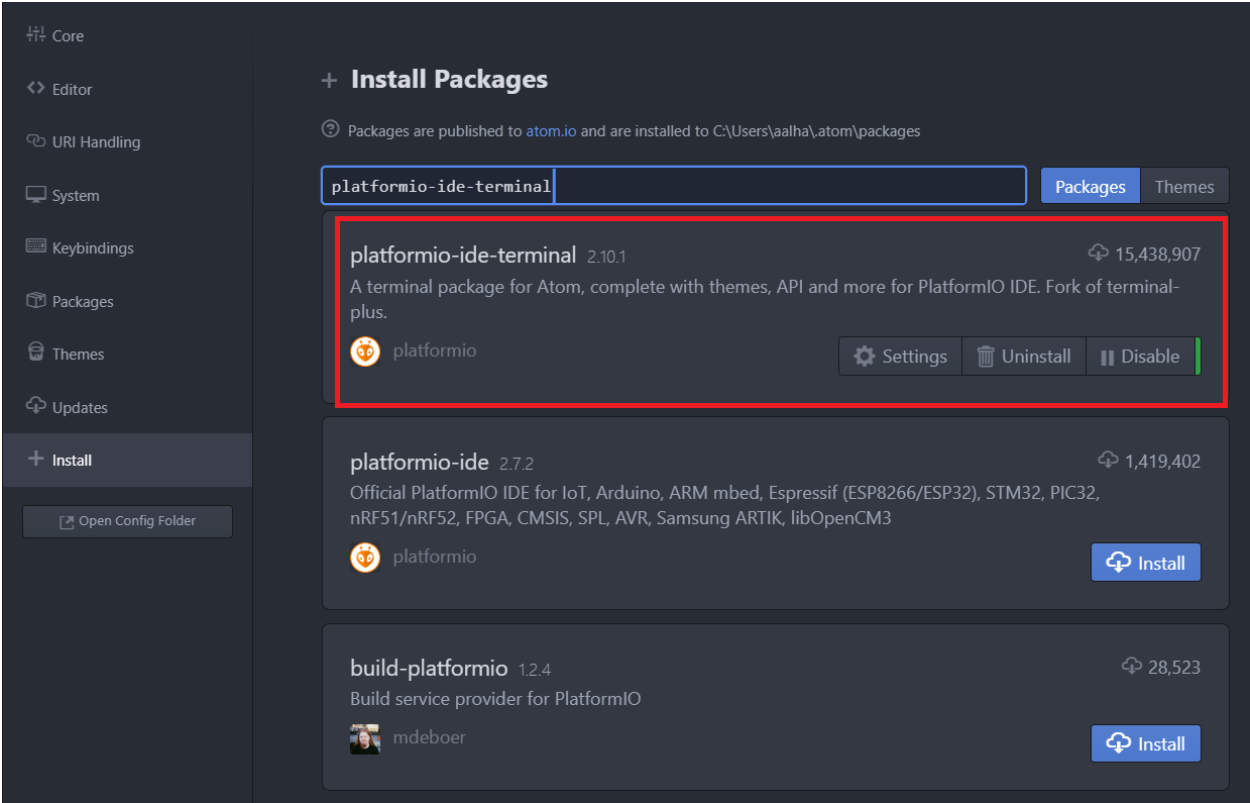 Core
Editor
URI Handling
System
Keybindings
Packages
Themes
Updates
Install
Open Config Folder
Install Packages
Packages are published to atom.io and are installed to C:\Users\aalha\.atom\packages
platformio-ide-terminal
Packages Themes
platformio-ide-terminal 2.10.1 15,438,907
A terminal package for Atom, complete with themes, API and more for PlatformIO IDE. Fork of terminal-
plus.
platformio
Settings Uninstall Disable
platformio-ide 2.7.2 1,419,402
Official PlatformIO IDE for IoT, Arduino, ARM mbed, Espressif (ESP8266/ESP32), STM32, PIC32,
nRF51/nRF52, FPGA, CMSIS, SPL, AVR, Samsung ARTIK, libOpenCM3
platformio
Install
build-platformio 1.2.4 28,523
Build service provider for PlatformIO
mdeboer
Install